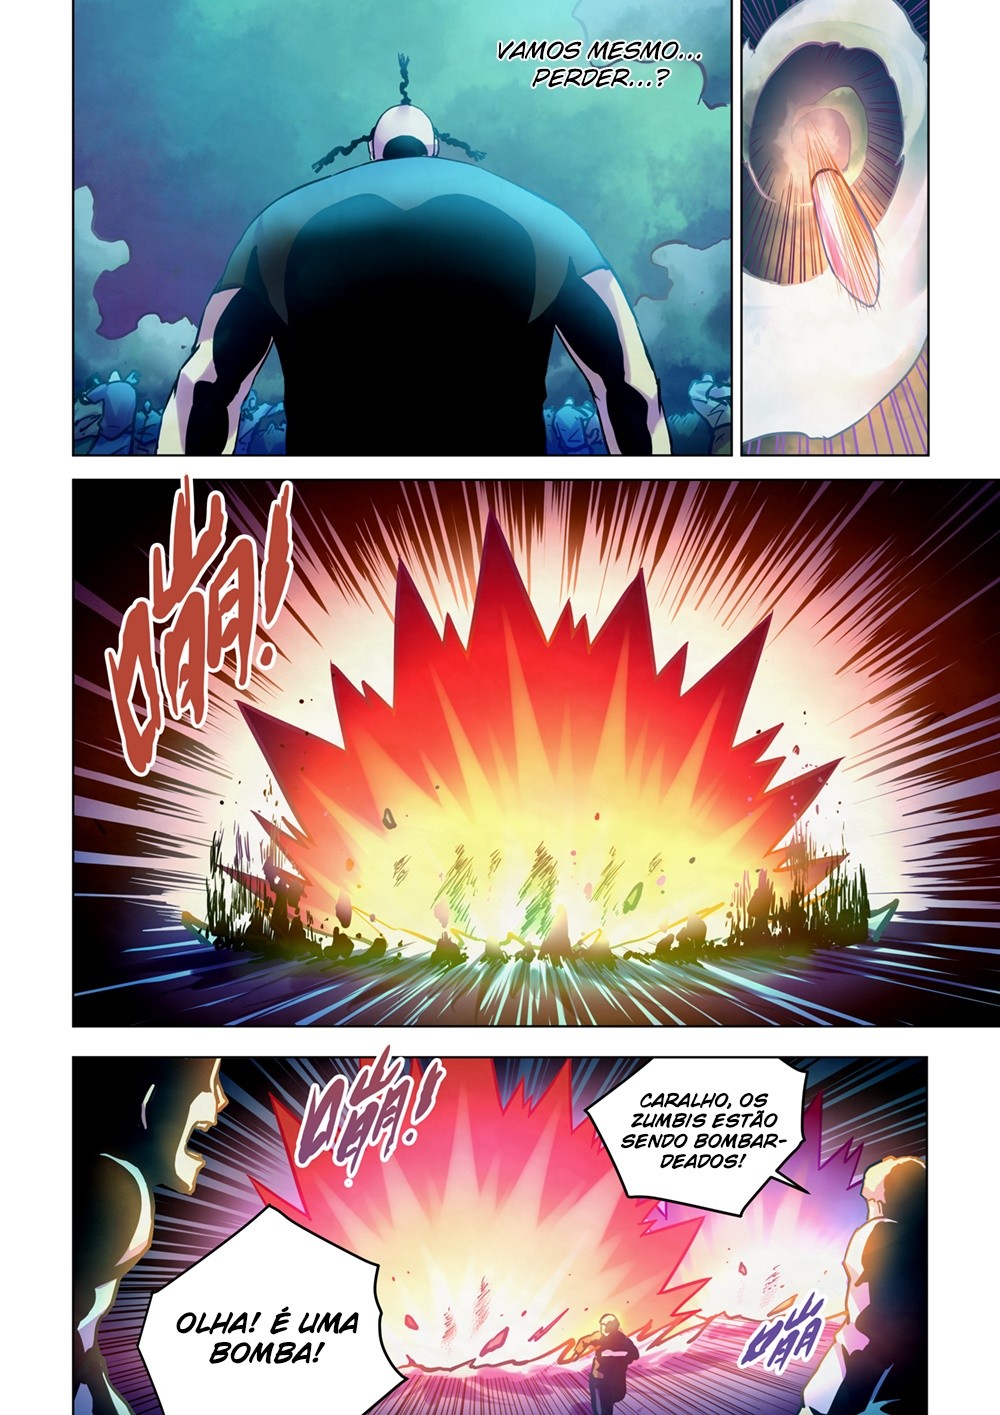 VAMOS MESMO...
PERDER...?
嘣!
嘣!
CARALHO, OS
ZUMBIS ESTÃO
SENDO BOMBAR-
DEADOS!
OLHA! É UMA
BOMBA!
嘣